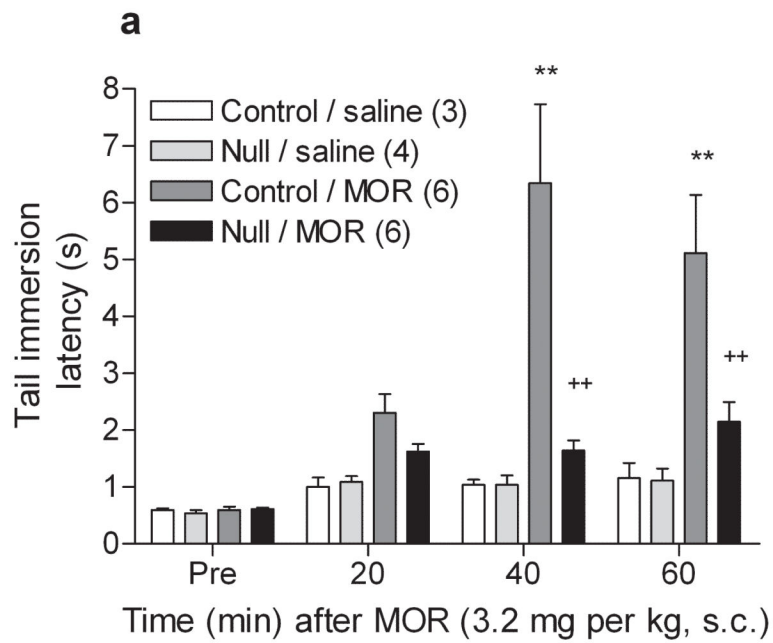 a
8
7
6
5
4
3
2
1
0
Tail immersion
latency (s)
Control / saline (3)
Null / saline (4)
Control / MOR (6)
Null / MOR (6)
**
**
++
++
Pre 20 40 60
Time (min) after MOR (3.2 mg per kg, s.c.)